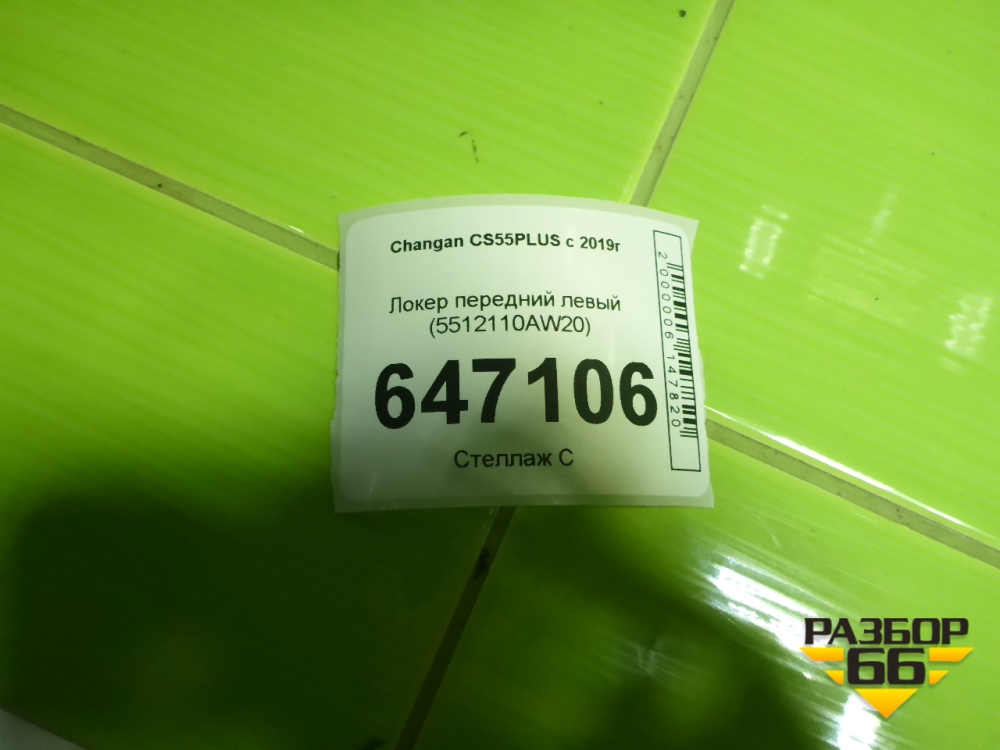 Changan CS55PLUS с 2019г
Локер передний левый
(5512110AW20)
647106
Стеллаж С
2000006147820
РАЗБОР
66